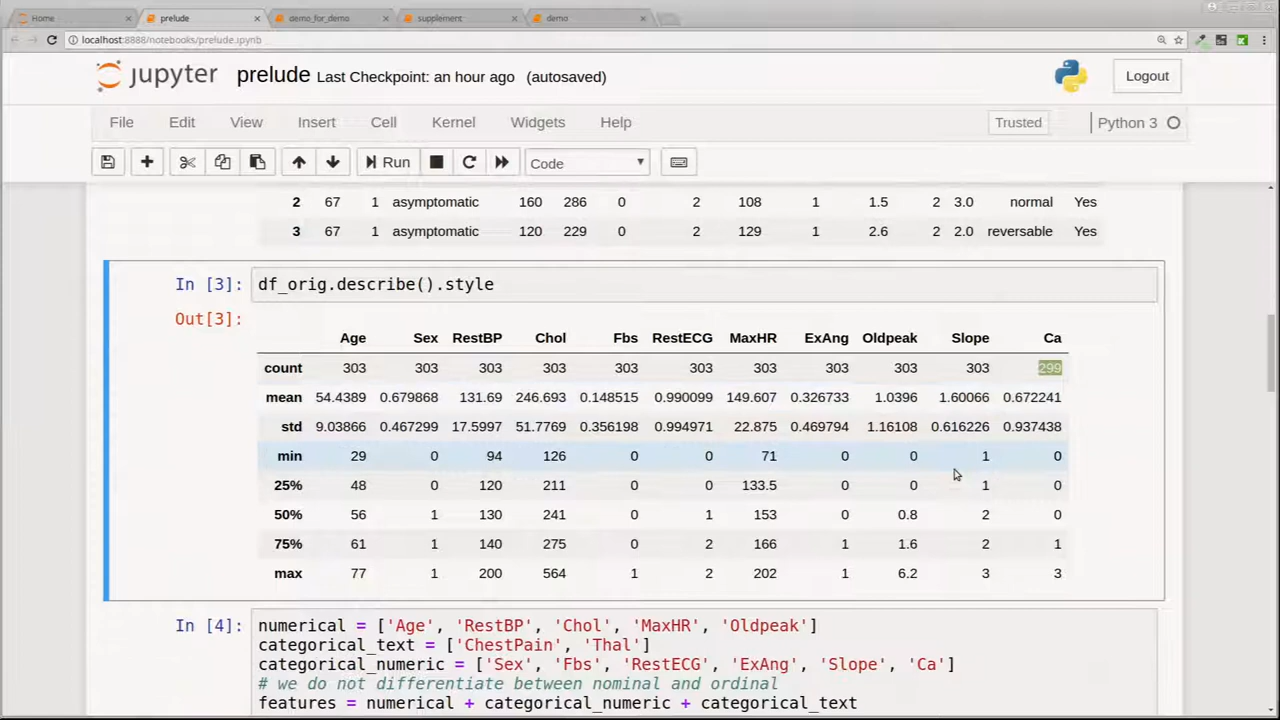 Home prelude demo_for_demo supplement demo
localhost:8888/notebooks/prelude.ipynb
jupyter prelude Last Checkpoint: an hour ago (autosaved) Logout
File Edit View Insert Cell Kernel Widgets Help Trusted Python 3
Run Code
2 67 1 asymptomatic 160 286 0 2 108 1 1.5 2 3.0 normal Yes
3 67 1 asymptomatic 120 229 0 2 129 1 2.6 2 2.0 reversable Yes
In [3]: df_orig.describe().style
Out[3]:
Age Sex RestBP Chol Fbs RestECG MaxHR ExAng Oldpeak Slope Ca
count 303 303 303 303 303 303 303 303 303 303 299
mean 54.4389 0.679868 131.69 246.693 0.148515 0.990099 149.607 0.326733 1.0396 1.60066 0.672241
std 9.03866 0.467299 17.5997 51.7769 0.356198 0.994971 22.875 0.469794 1.16108 0.616226 0.937438
min 29 0 94 126 0 0 71 0 0 1 0
25% 48 0 120 211 0 0 133.5 0 0 1 0
50% 56 1 130 241 0 1 153 0 0.8 2 0
75% 61 1 140 275 0 2 166 1 1.6 2 1
max 77 1 200 564 1 2 202 1 6.2 3 3
In [4]: numerical = ['Age', 'RestBP', 'Chol', 'MaxHR', 'Oldpeak']
categorical_text = ['ChestPain', 'Thal']
categorical_numeric = ['Sex', 'Fbs', 'RestECG', 'ExAng', 'Slope', 'Ca']
# we do not differentiate between nominal and ordinal
features = numerical + categorical_numeric + categorical_text